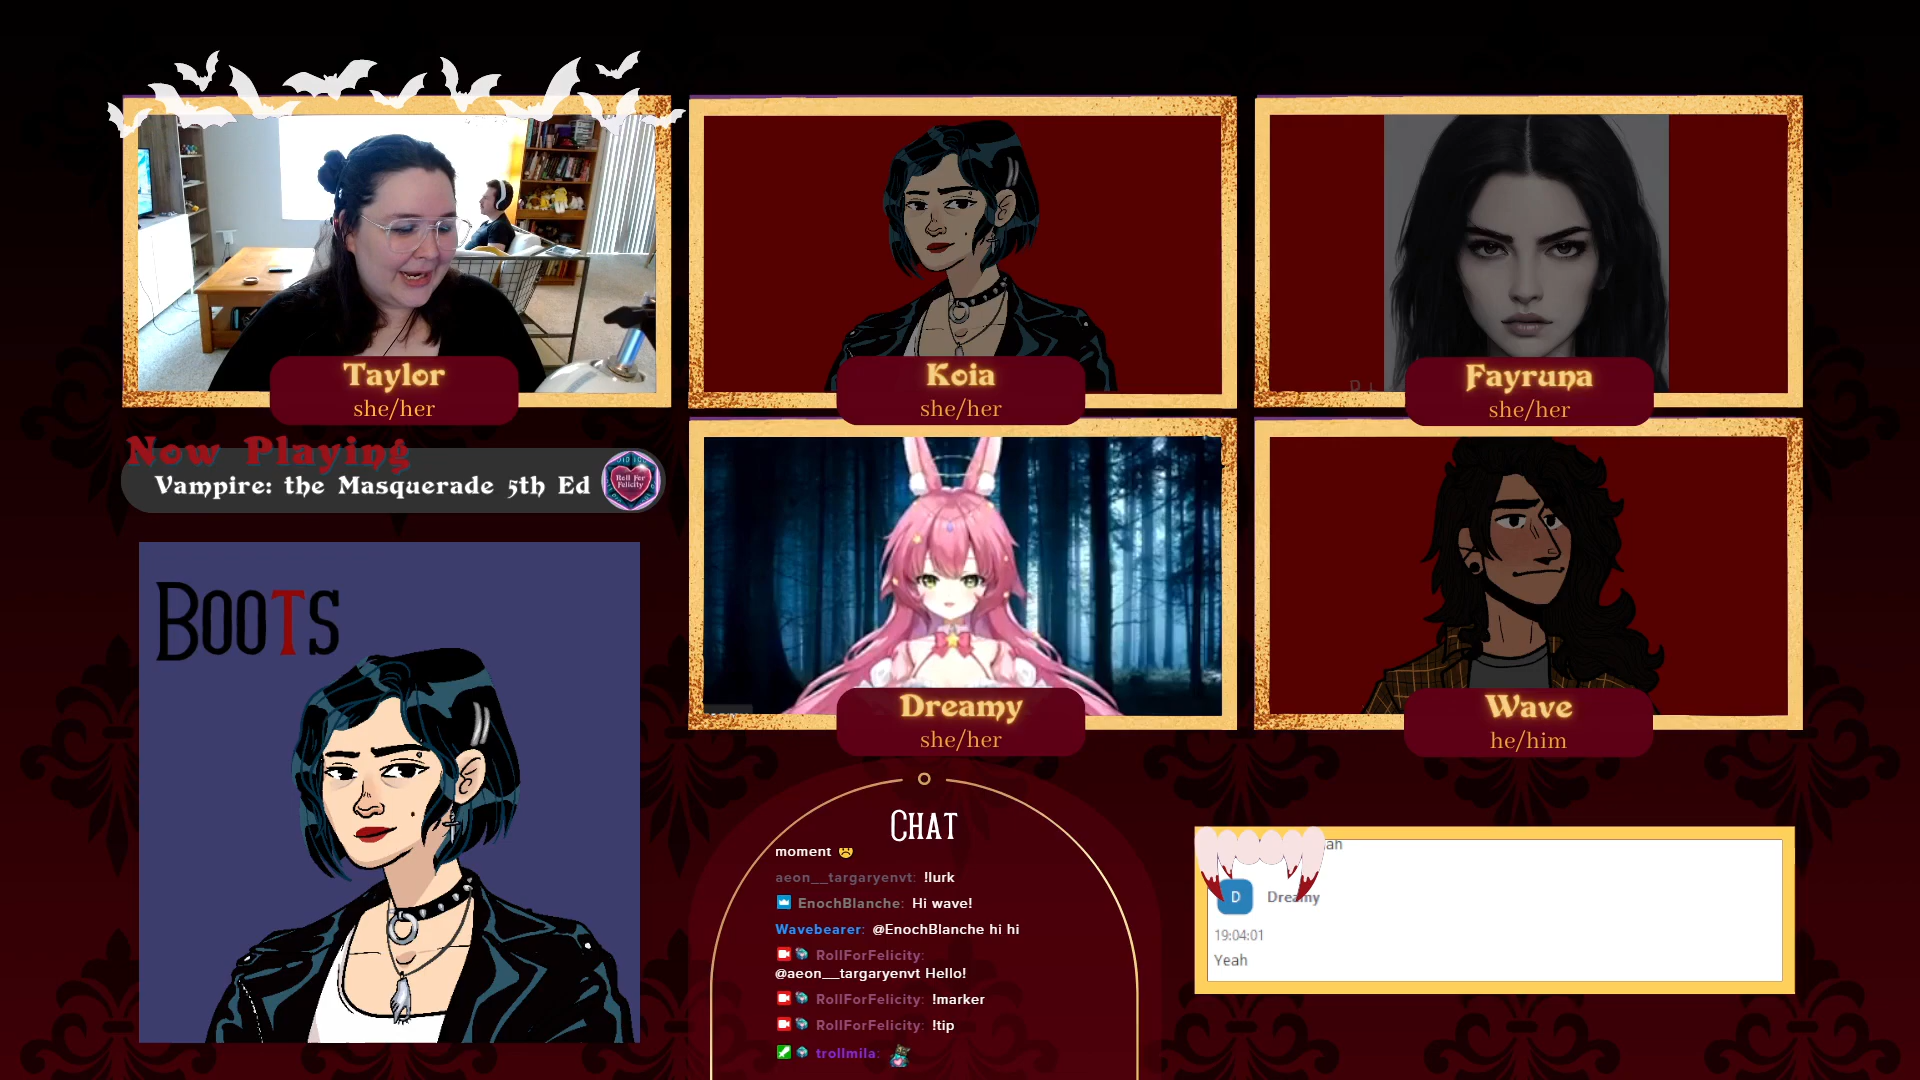 Taylor
she/her
Koia
she/her
Fayruna
she/her
Now Playing
Vampire: the Masquerade 5th Ed
Roll For
Felicity
Dreamy
she/her
Wave
he/him
BOOTS
CHAT
moment
aeon__targaryenvt: !lurk
EnochBlanche: Hi wave!
Wavebearer: @EnochBlanche hi hi
RollForFelicity:
@aeon__targaryenvt Hello!
RollForFelicity: !marker
RollForFelicity: !tip
trollmila:
ah
D Dreamy
19:04:01
Yeah